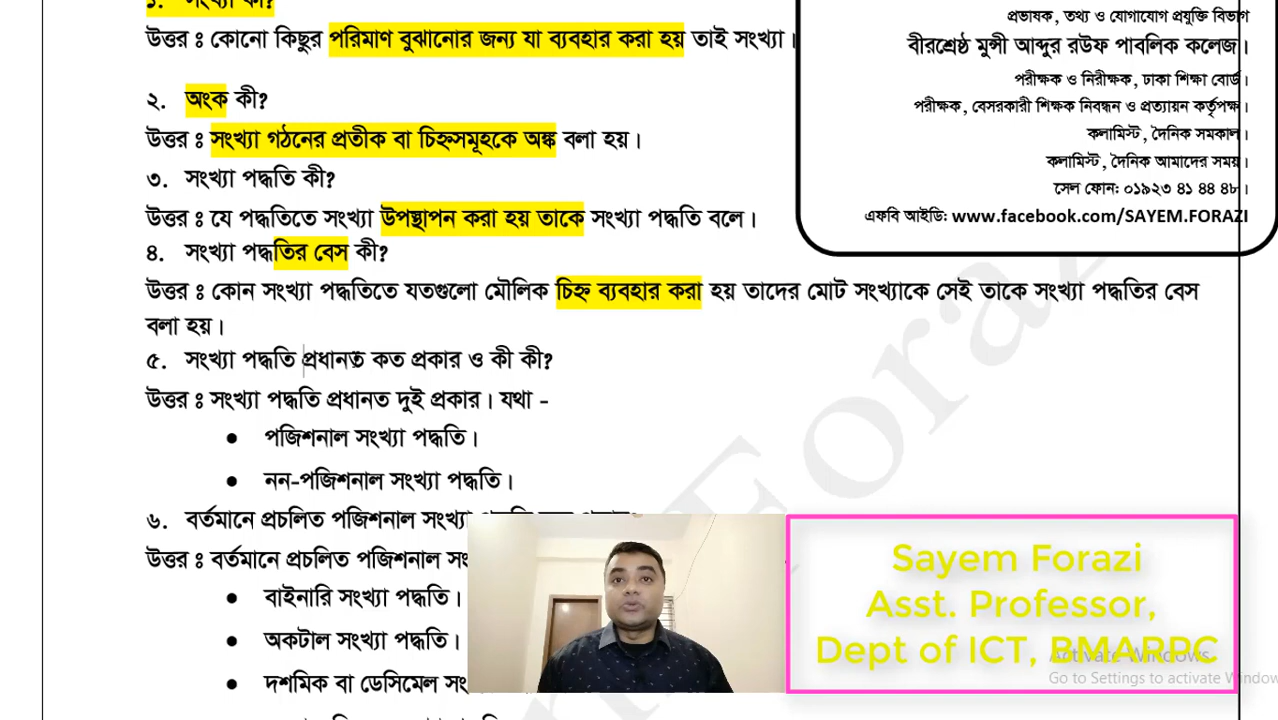 ১. সংখ্যা কী?
উত্তর ঃ কোনো কিছুর পরিমাণ বুঝানোর জন্য যা ব্যবহার করা হয় তাই সংখ্যা।
২. অংক কী?
উত্তর ঃ সংখ্যা গঠনের প্রতীক বা চিহ্নসমূহকে অঙ্ক বলা হয়।
৩. সংখ্যা পদ্ধতি কী?
উত্তর ঃ যে পদ্ধতিতে সংখ্যা উপস্থাপন করা হয় তাকে সংখ্যা পদ্ধতি বলে।
৪. সংখ্যা পদ্ধতির বেস কী?
উত্তর ঃ কোন সংখ্যা পদ্ধতিতে যতগুলো মৌলিক চিহ্ন ব্যবহার করা হয় তাদের মোট সংখ্যাকে সেই তাকে সংখ্যা পদ্ধতির বেস
বলা হয়।
৫. সংখ্যা পদ্ধতি প্রধানত কত প্রকার ও কী কী?
উত্তর ঃ সংখ্যা পদ্ধতি প্রধানত দুই প্রকার। যথা -
● পজিশনাল সংখ্যা পদ্ধতি।
● নন-পজিশনাল সংখ্যা পদ্ধতি।
৬. বর্তমানে প্রচলিত পজিশনাল সংখ্যা
উত্তর ঃ বর্তমানে প্রচলিত পজিশনাল
● বাইনারি সংখ্যা পদ্ধতি।
● অকটাল সংখ্যা পদ্ধতি।
● দশমিক বা ডেসিমেল
প্রভাষক, তথ্য ও যোগাযোগ প্রযুক্তি বিভাগ
বীরশ্রেষ্ঠ মুন্সী আব্দুর রউফ পাবলিক কলেজ।
পরীক্ষক ও নিরীক্ষক, ঢাকা শিক্ষা বোর্ড।
পরীক্ষক, বেসরকারী শিক্ষক নিবন্ধন ও প্রত্যায়ন কর্তৃপক্ষ।
কলামিস্ট, দৈনিক সমকাল।
কলামিস্ট, দৈনিক আমাদের সময়।
সেল ফোন: ০১৯২৩ ৪১ ৪৪ ৪৮।
এফবি আইডি: www.facebook.com/SAYEM.FORAZI
Sayem Forazi
Asst. Professor,
Dept of ICT, BMARPC
Activate Windows
Go to Settings to activate Window
Forazi